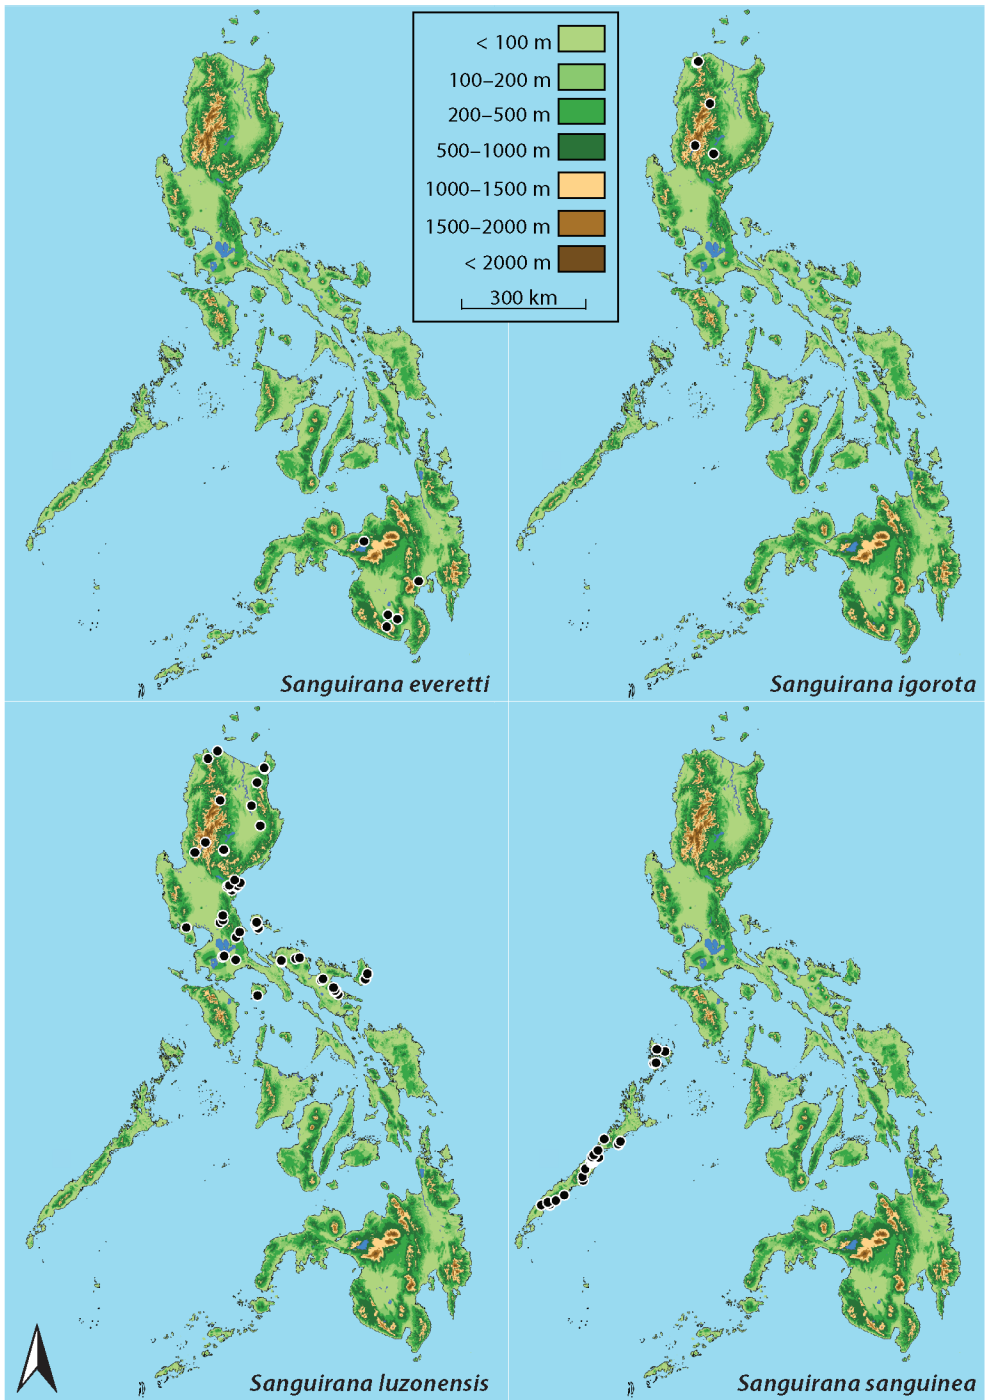 < 100 m
100–200 m
200–500 m
500–1000 m
1000–1500 m
1500–2000 m
< 2000 m
300 km
Sanguirana everetti
Sanguirana igorota
Sanguirana luzonensis
Sanguirana sanguinea